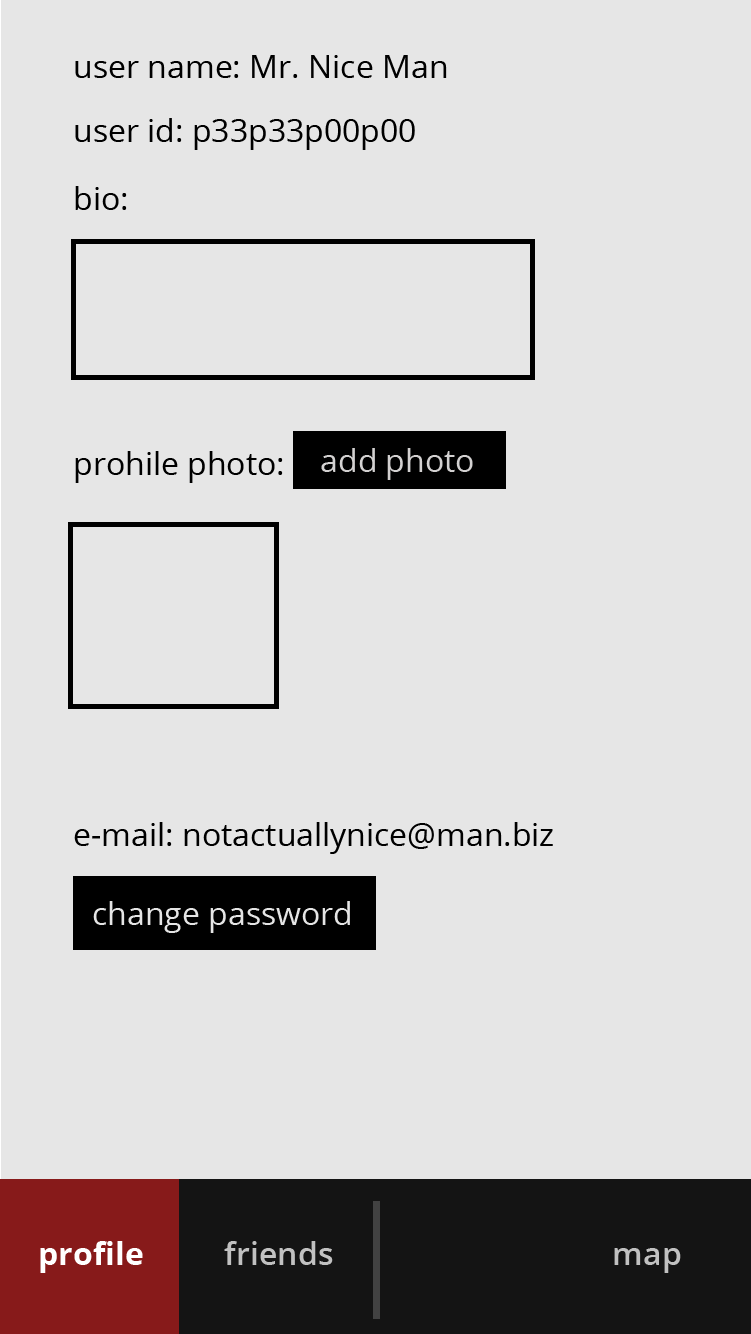 user name: Mr. Nice Man
user id: p33p33p00p00
bio:
prohile photo: add photo
e-mail: notactuallynice@man.biz
change password
profile friends map